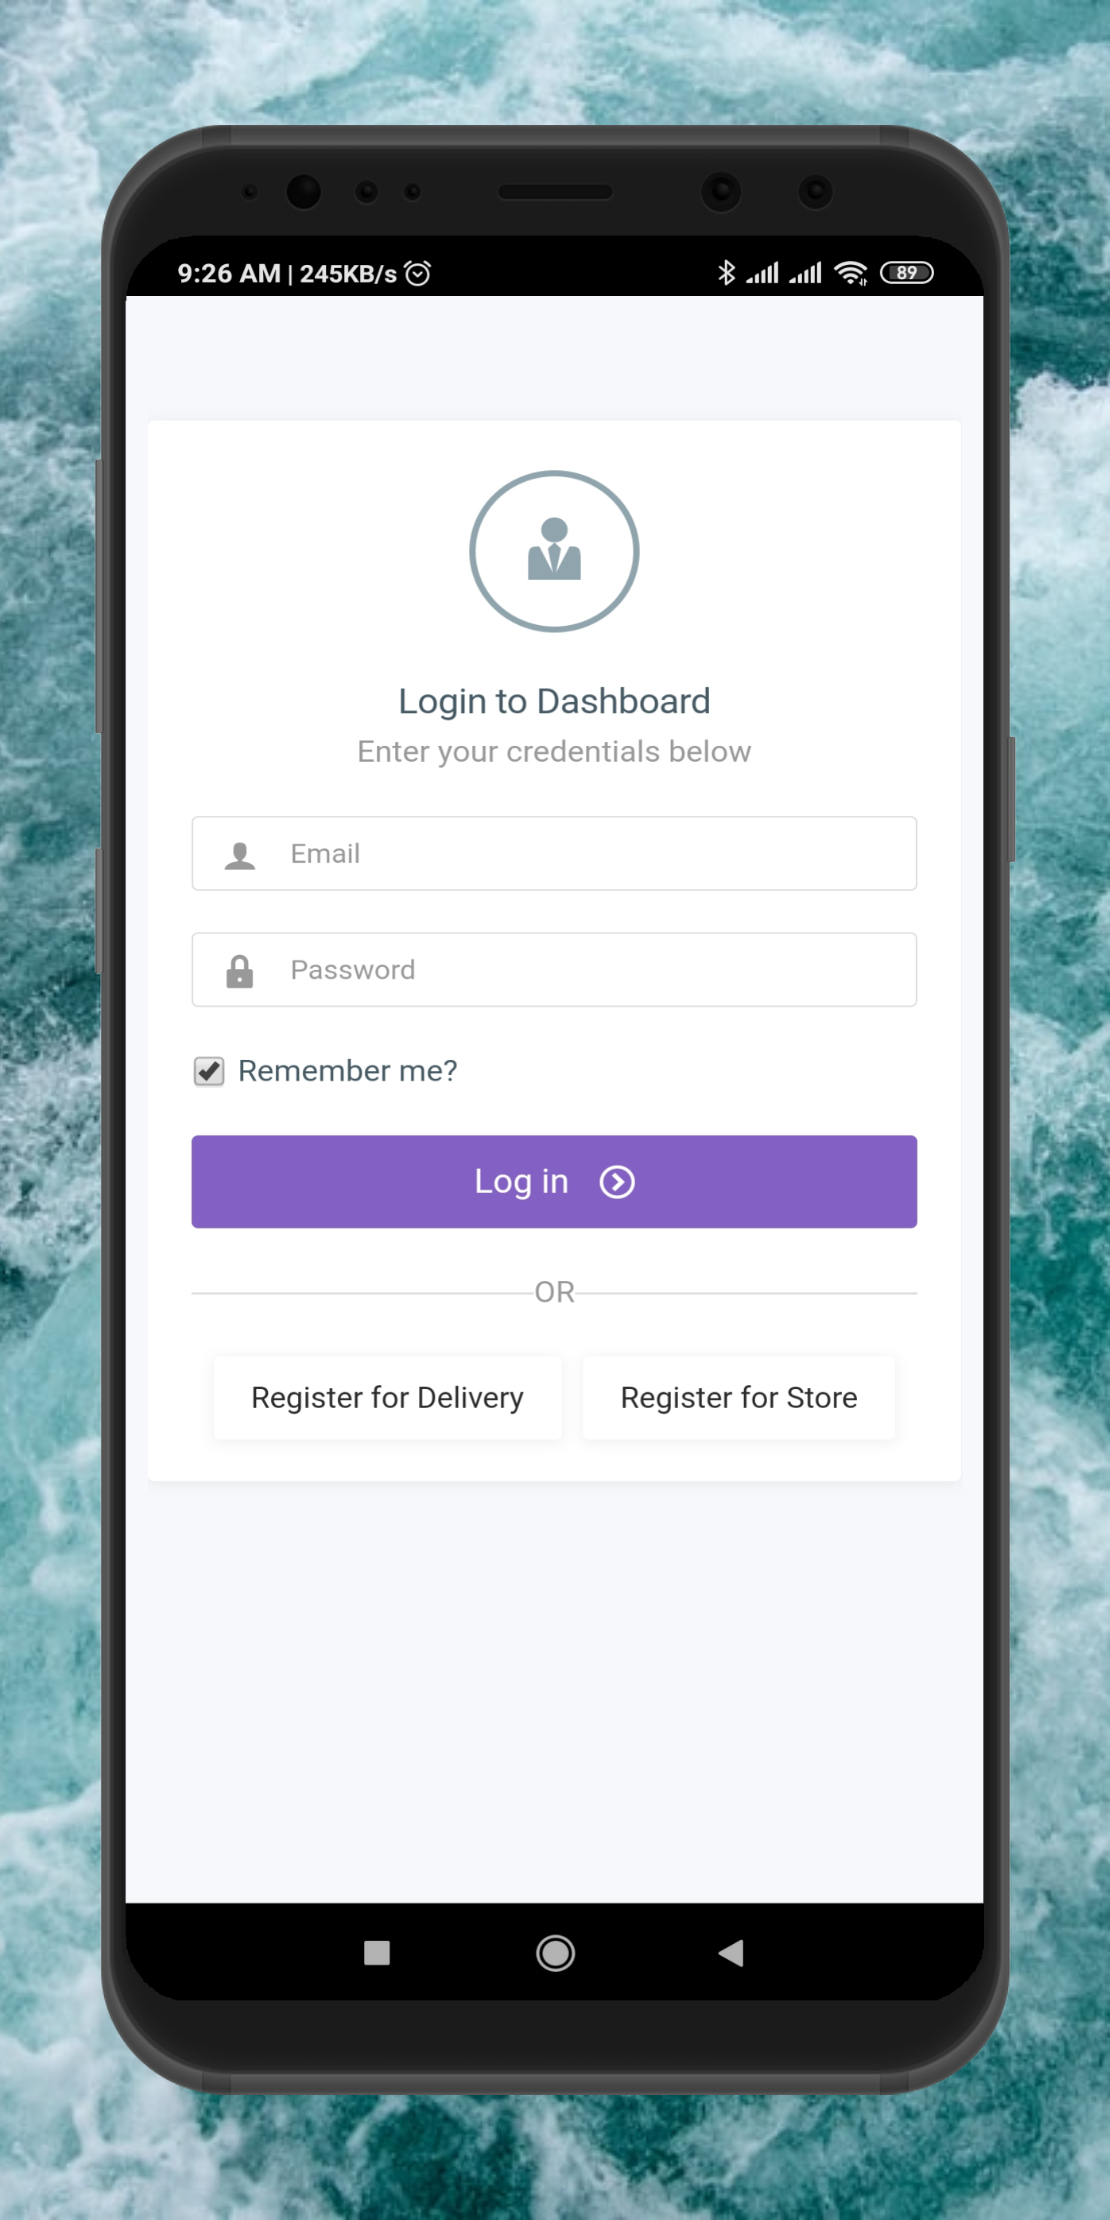 9:26 AM | 245KB/s 89
Login to Dashboard
Enter your credentials below
Email
Password
Remember me?
Log in
OR
Register for Delivery Register for Store